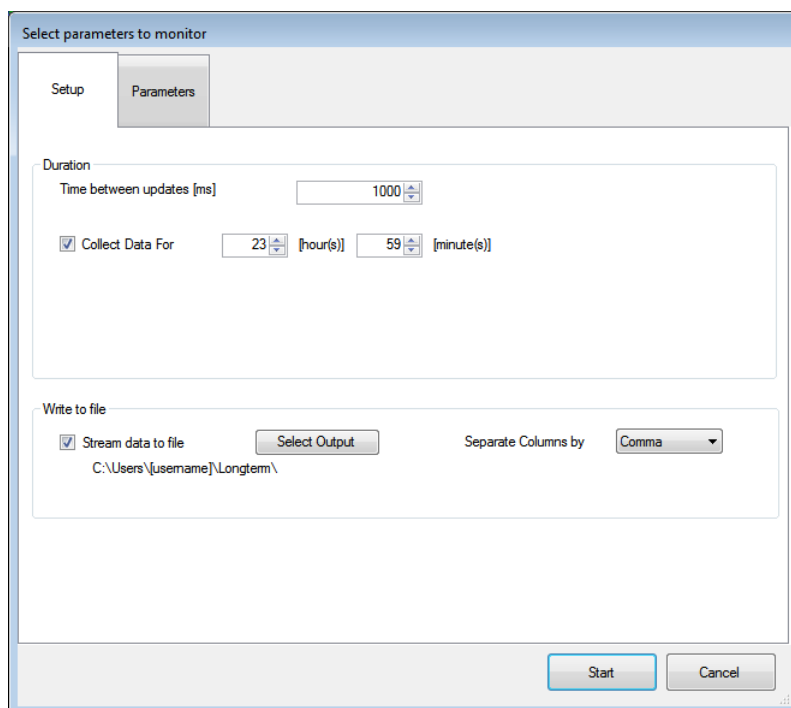 Select parameters to monitor
Setup Parameters
Duration
Time between updates [ms] 1000
Collect Data For 23 [hour(s)] 59 [minute(s)]
Write to file
Stream data to file Select Output Separate Columns by Comma
C:\Users\[username]\Longterm\
Start Cancel